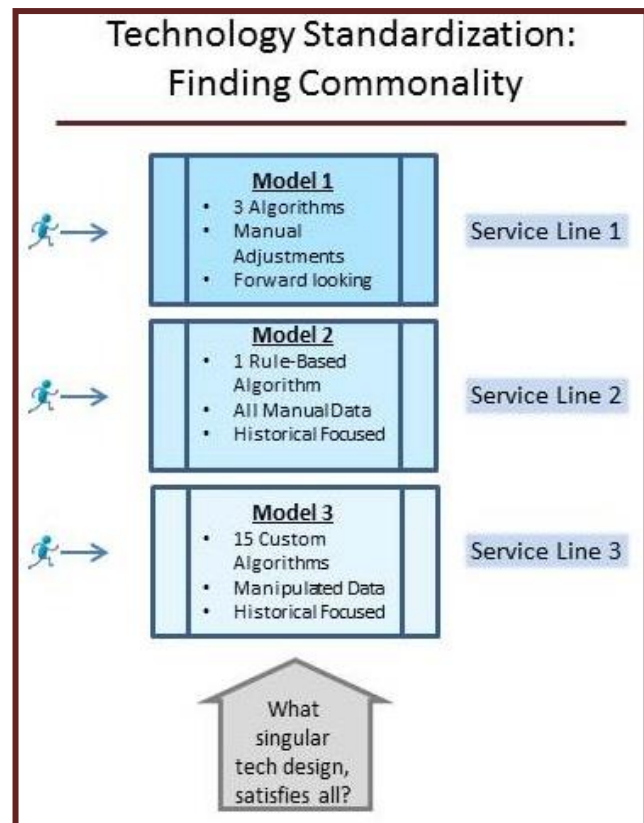 Technology Standardization:
Finding Commonality
Model 1
• 3 Algorithms
• Manual
Adjustments
• Forward looking
Service Line 1
Model 2
• 1 Rule-Based
Algorithm
• All Manual Data
• Historical Focused
Service Line 2
Model 3
• 15 Custom
Algorithms
• Manipulated Data
• Historical Focused
Service Line 3
What
singular
tech design,
satisfies all?